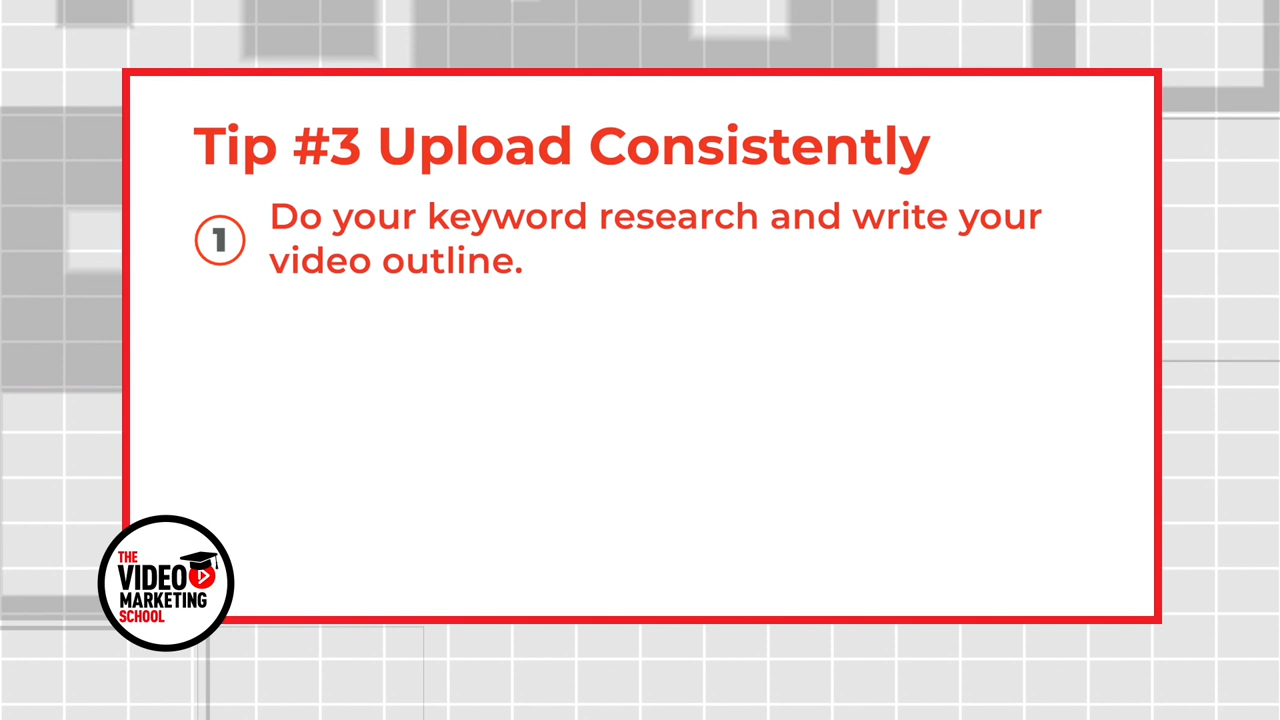 Tip #3 Upload Consistently
1
Do your keyword research and write your
video outline.
THE
VIDEO
MARKETING
SCHOOL